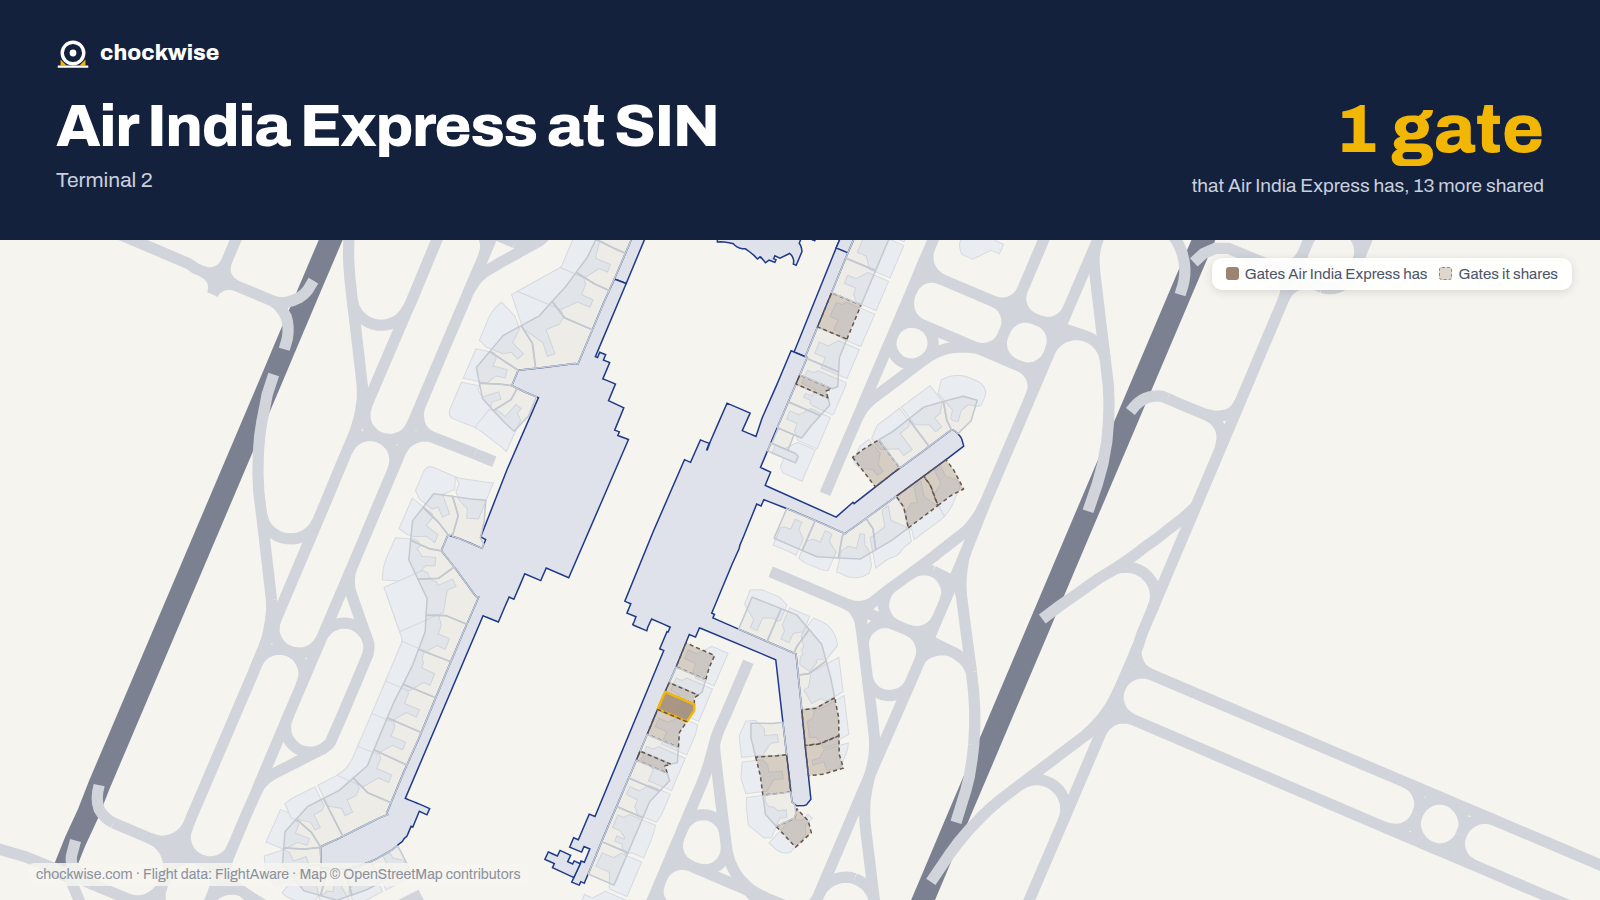 chockwise
Air India Express at SIN
Terminal 2
1 gate
that Air India Express has, 13 more shared
Gates Air India Express has
Gates it shares
chockwise.com · Flight data: FlightAware · Map © OpenStreetMap contributors